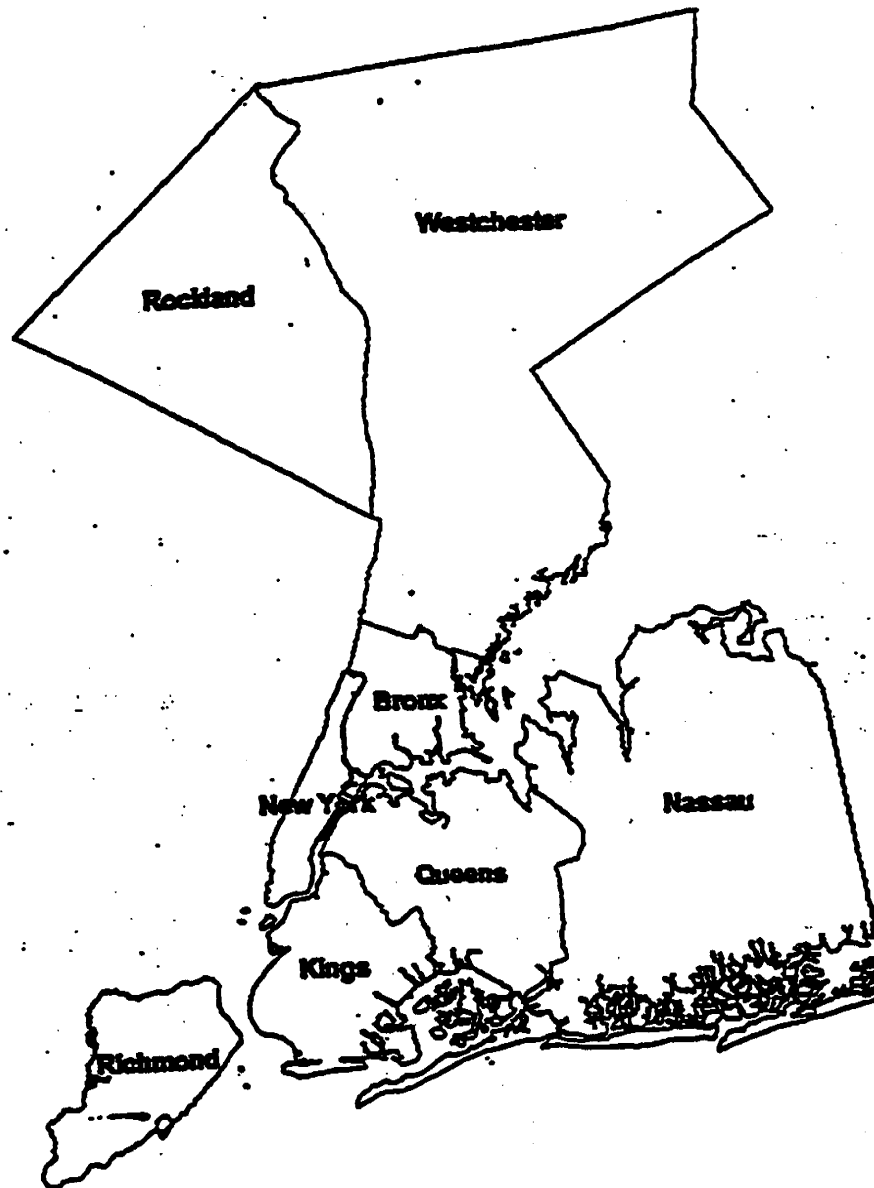 Westchester
Rockland
Bronx
New York
Nassau
Queens
Kings
Richmond